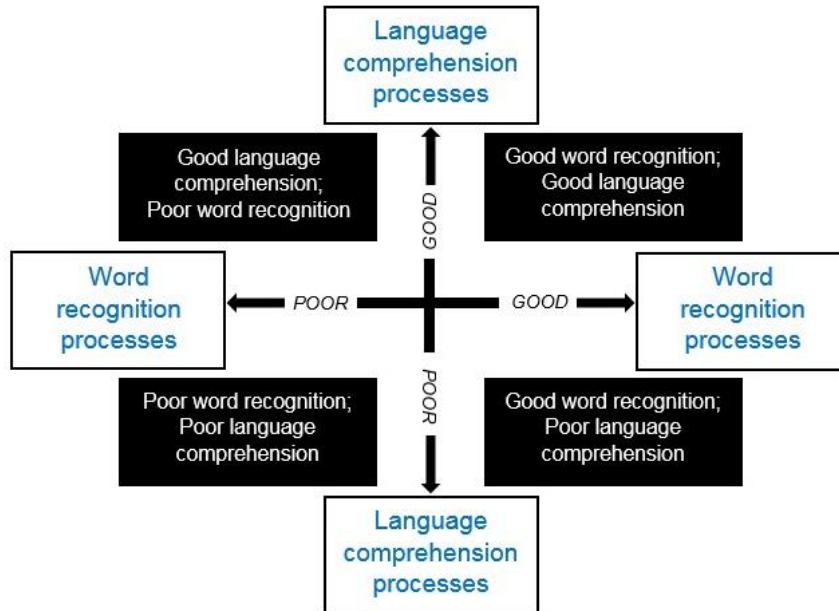 Language
comprehension
processes
Good language
comprehension;
Poor word recognition
Good word recognition;
Good language
comprehension
GOOD
Word
recognition
processes
POOR
GOOD
Word
recognition
processes
POOR
Poor word recognition;
Poor language
comprehension
Good word recognition;
Poor language
comprehension
Language
comprehension
processes